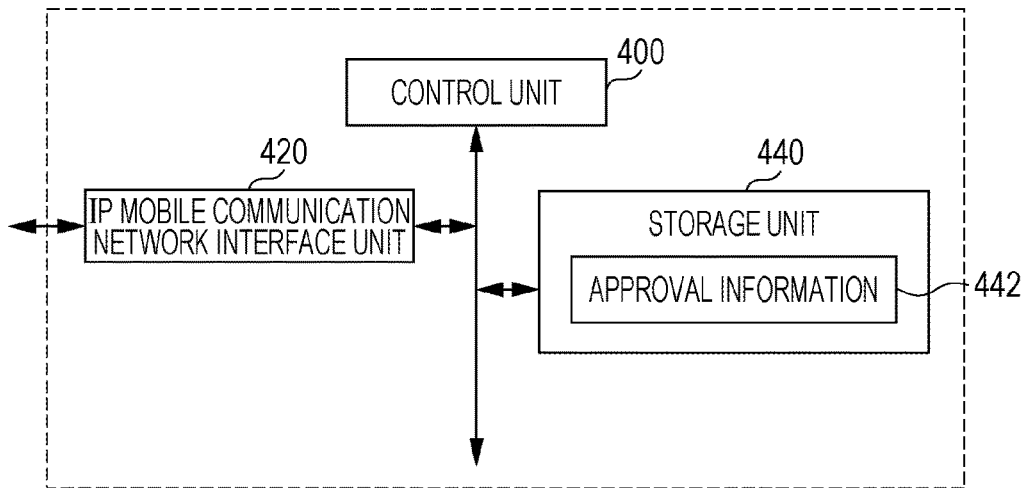 400
CONTROL UNIT
420
IP MOBILE COMMUNICATION
NETWORK INTERFACE UNIT
440
STORAGE UNIT
APPROVAL INFORMATION
442